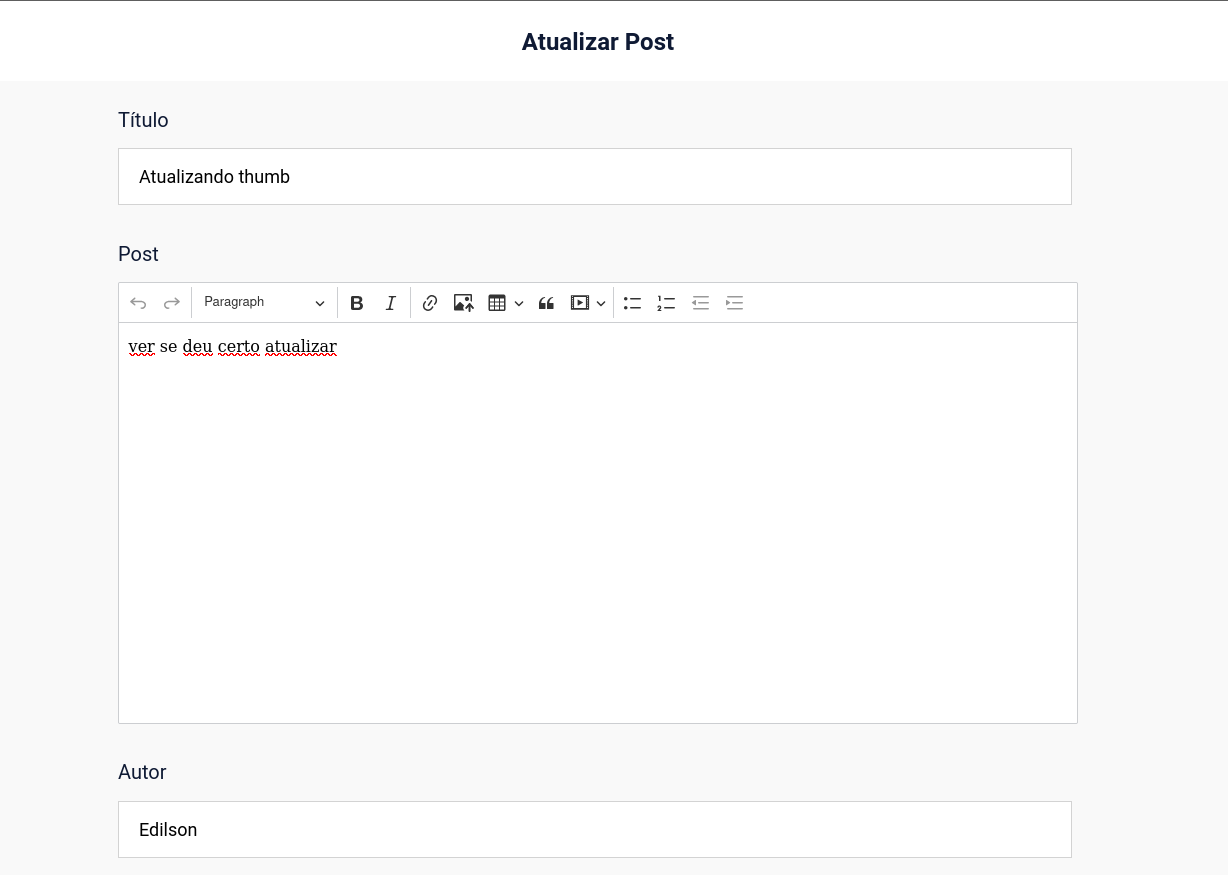 Atualizar Post
Título
Atualizando thumb
Post
Paragraph
ver se deu certo atualizar
Autor
Edilson